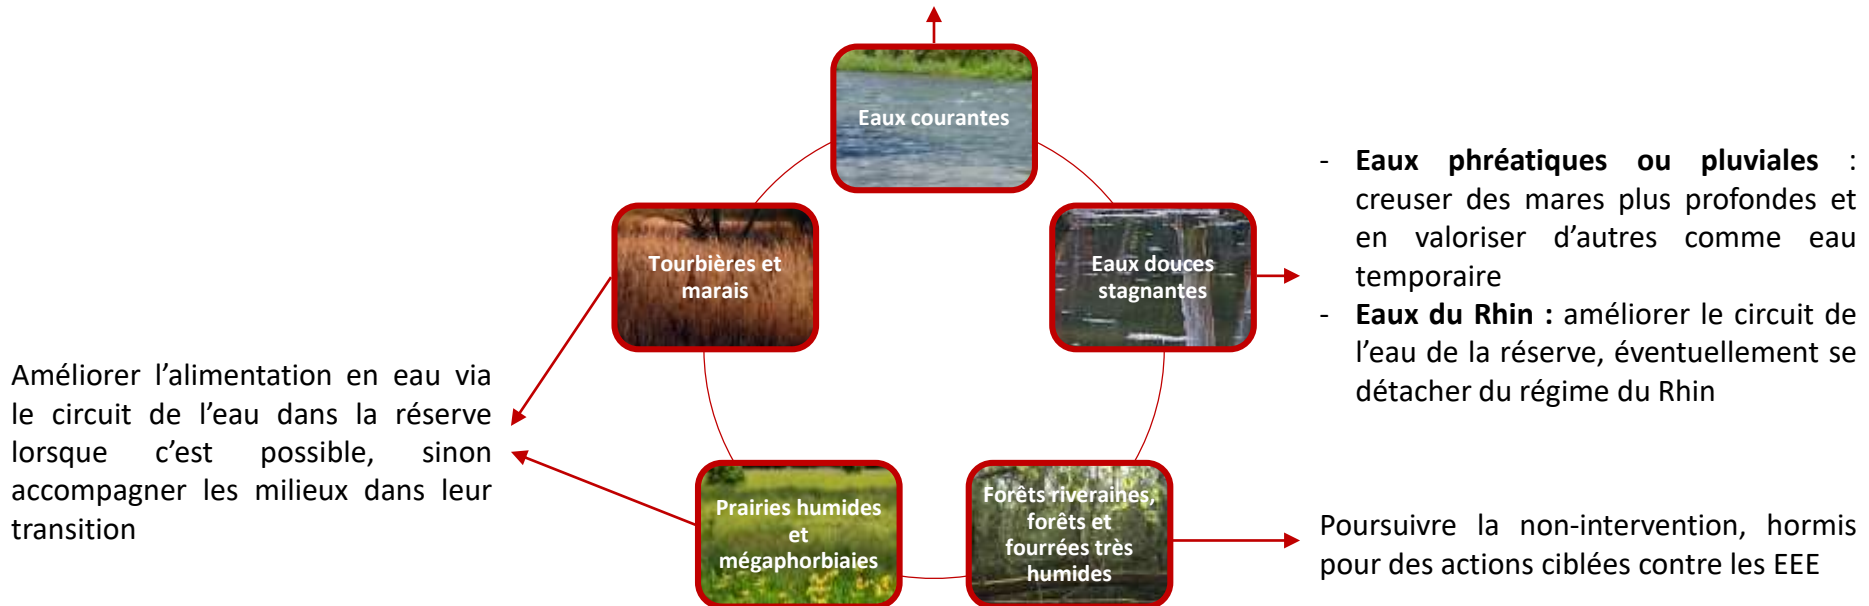 Eaux courantes
Tourbières et
marais
Eaux douces
stagnantes
- Eaux phréatiques ou pluviales :
creuser des mares plus profondes et
en valoriser d’autres comme eau
temporaire
- Eaux du Rhin : améliorer le circuit de
l’eau de la réserve, éventuellement se
détacher du régime du Rhin
Améliorer l’alimentation en eau via
le circuit de l’eau dans la réserve
lorsque c’est possible, sinon
accompagner les milieux dans leur
transition
Prairies humides
et
mégaphorbiaies
Forêts riveraines,
forêts et
fourrées très
humides
Poursuivre la non-intervention, hormis
pour des actions ciblées contre les EEE